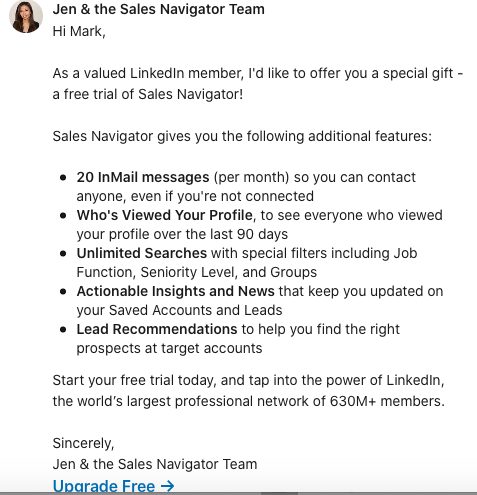 Jen & the Sales Navigator Team
Hi Mark,
As a valued LinkedIn member, I'd like to offer you a special gift -
a free trial of Sales Navigator!
Sales Navigator gives you the following additional features:
• 20 InMail messages (per month) so you can contact
anyone, even if you're not connected
• Who's Viewed Your Profile, to see everyone who viewed
your profile over the last 90 days
• Unlimited Searches with special filters including Job
Function, Seniority Level, and Groups
• Actionable Insights and News that keep you updated on
your Saved Accounts and Leads
• Lead Recommendations to help you find the right
prospects at target accounts
Start your free trial today, and tap into the power of LinkedIn,
the world’s largest professional network of 630M+ members.
Sincerely,
Jen & the Sales Navigator Team
Upgrade Free →